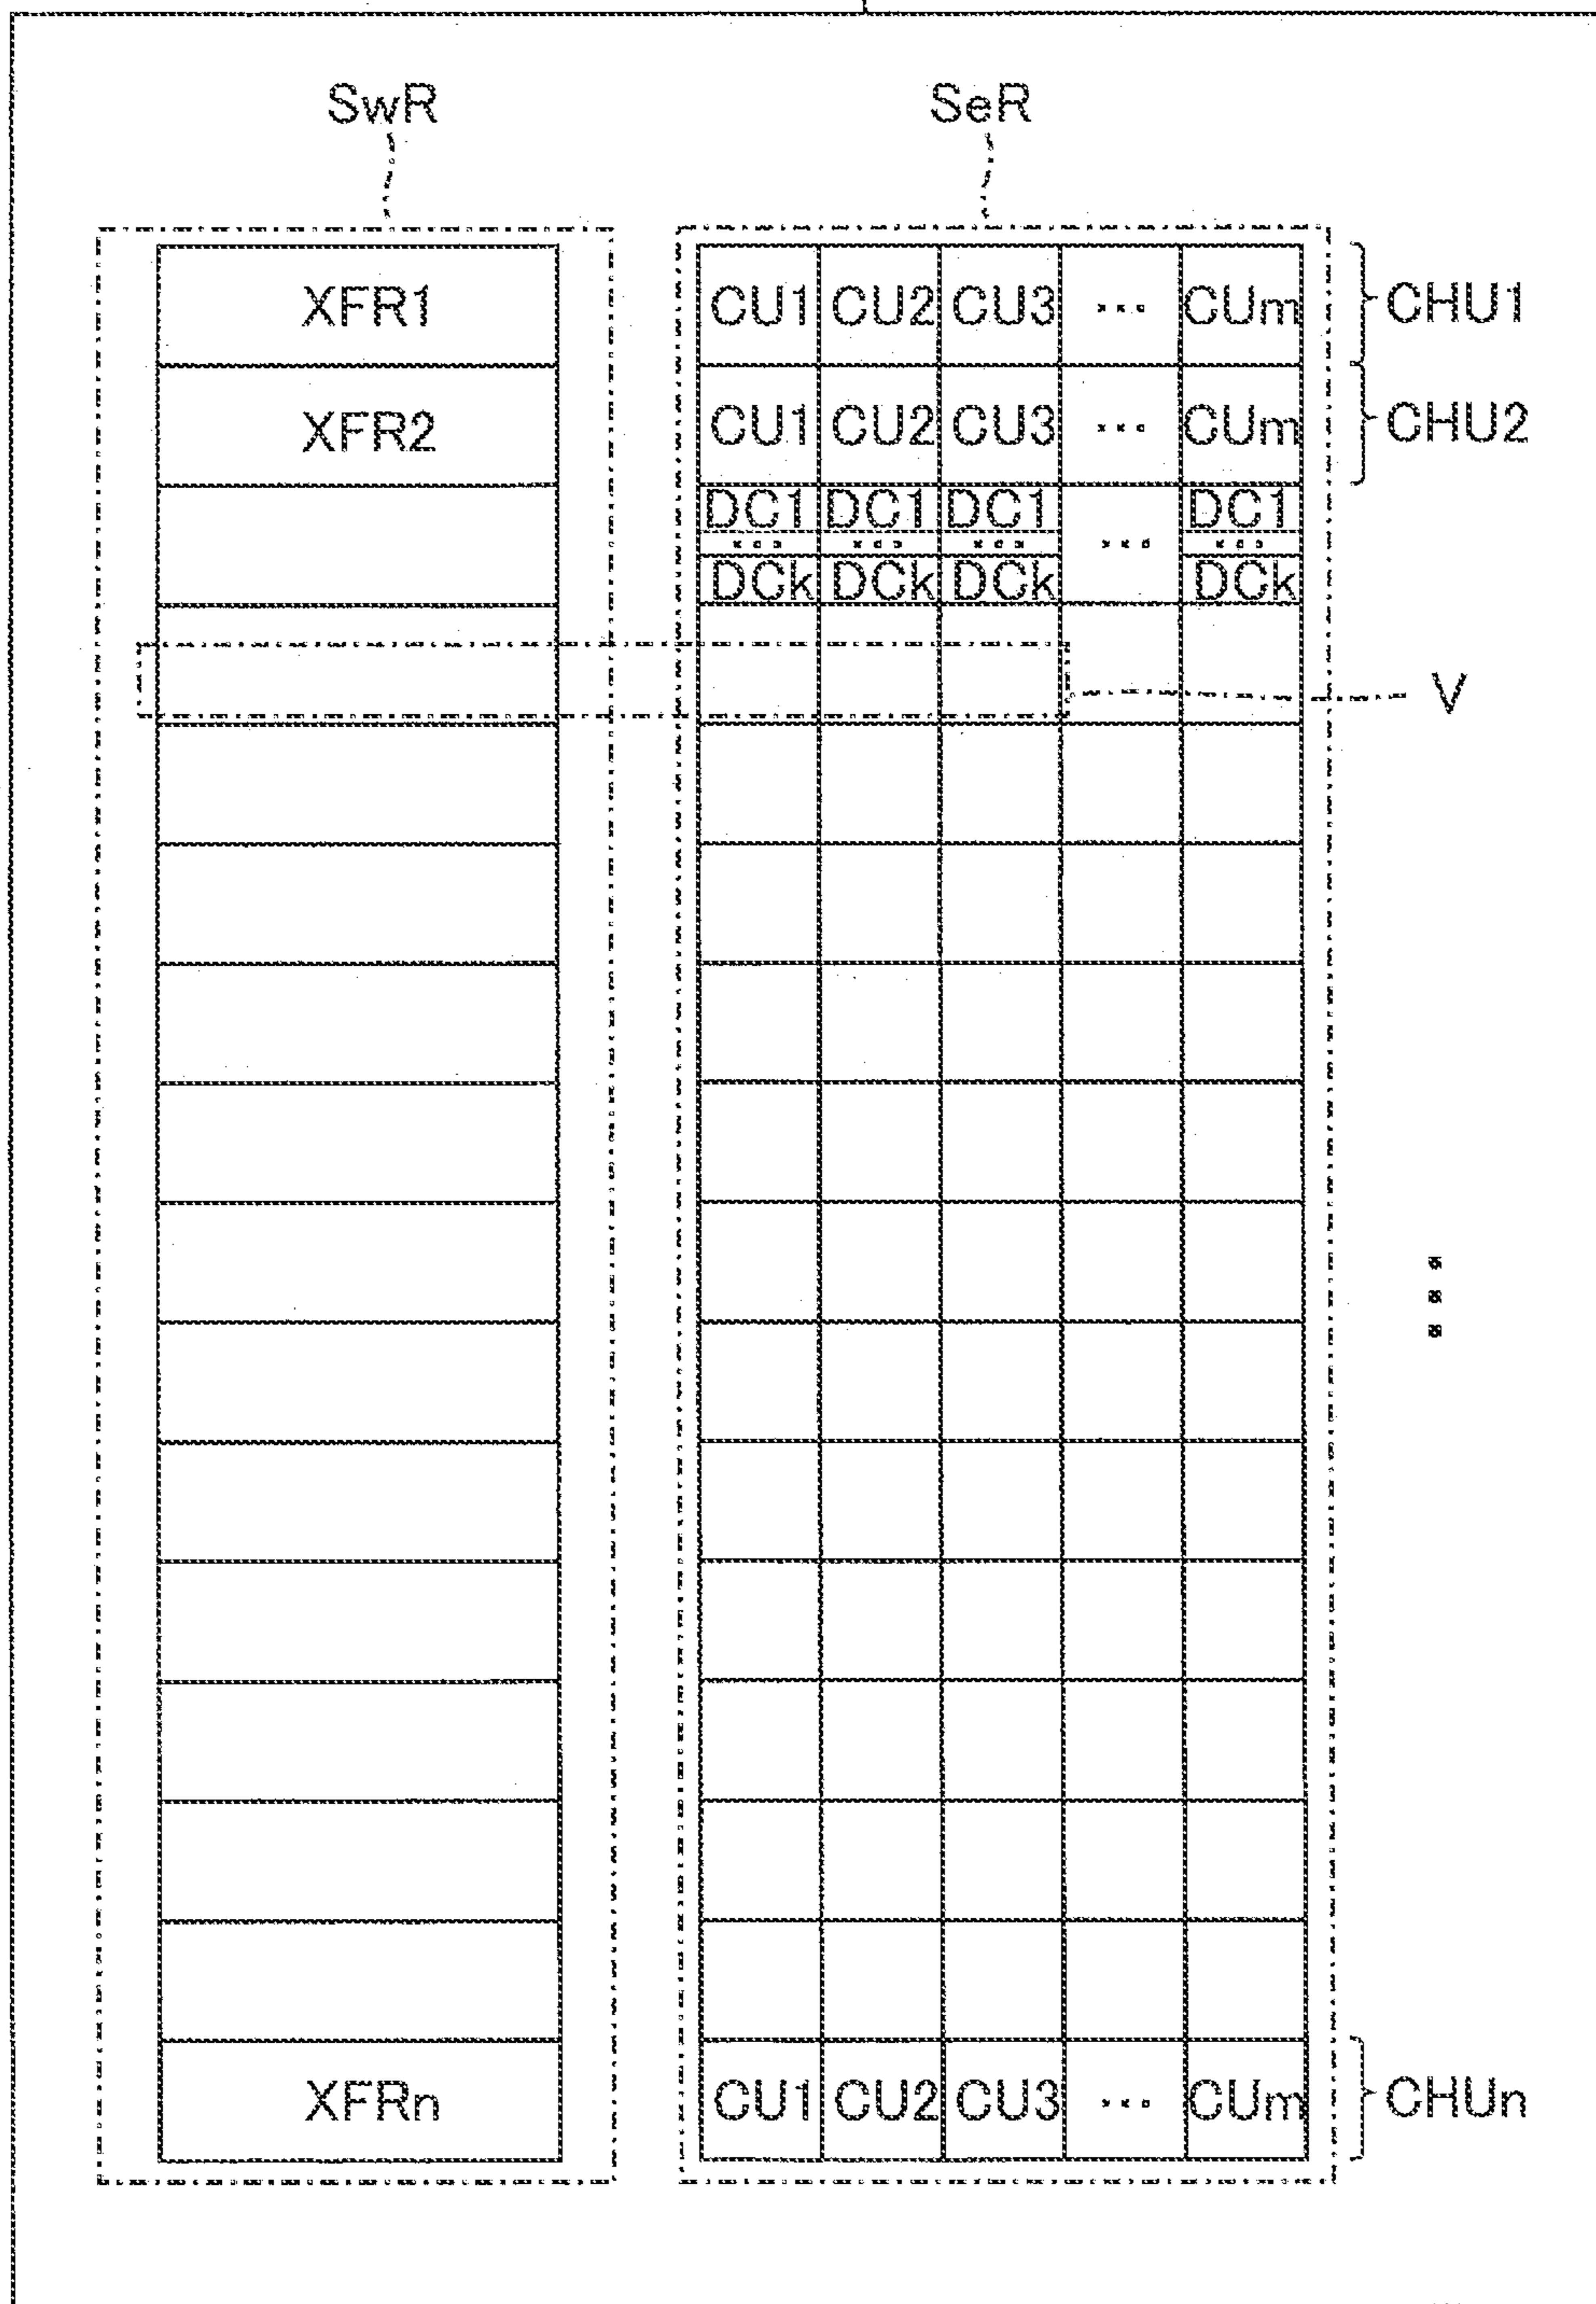 SwR SeR
XFR1 CU1 CU2 CU3 ... CUm CHU1
XFR2 CU1 CU2 CU3 ... CUm CHU2
DC1 DC1 DC1 DC1
... ... ... ... ...
DCk DCk DCk DCk
V
XFRn CU1 CU2 CU3 ... CUm CHUn